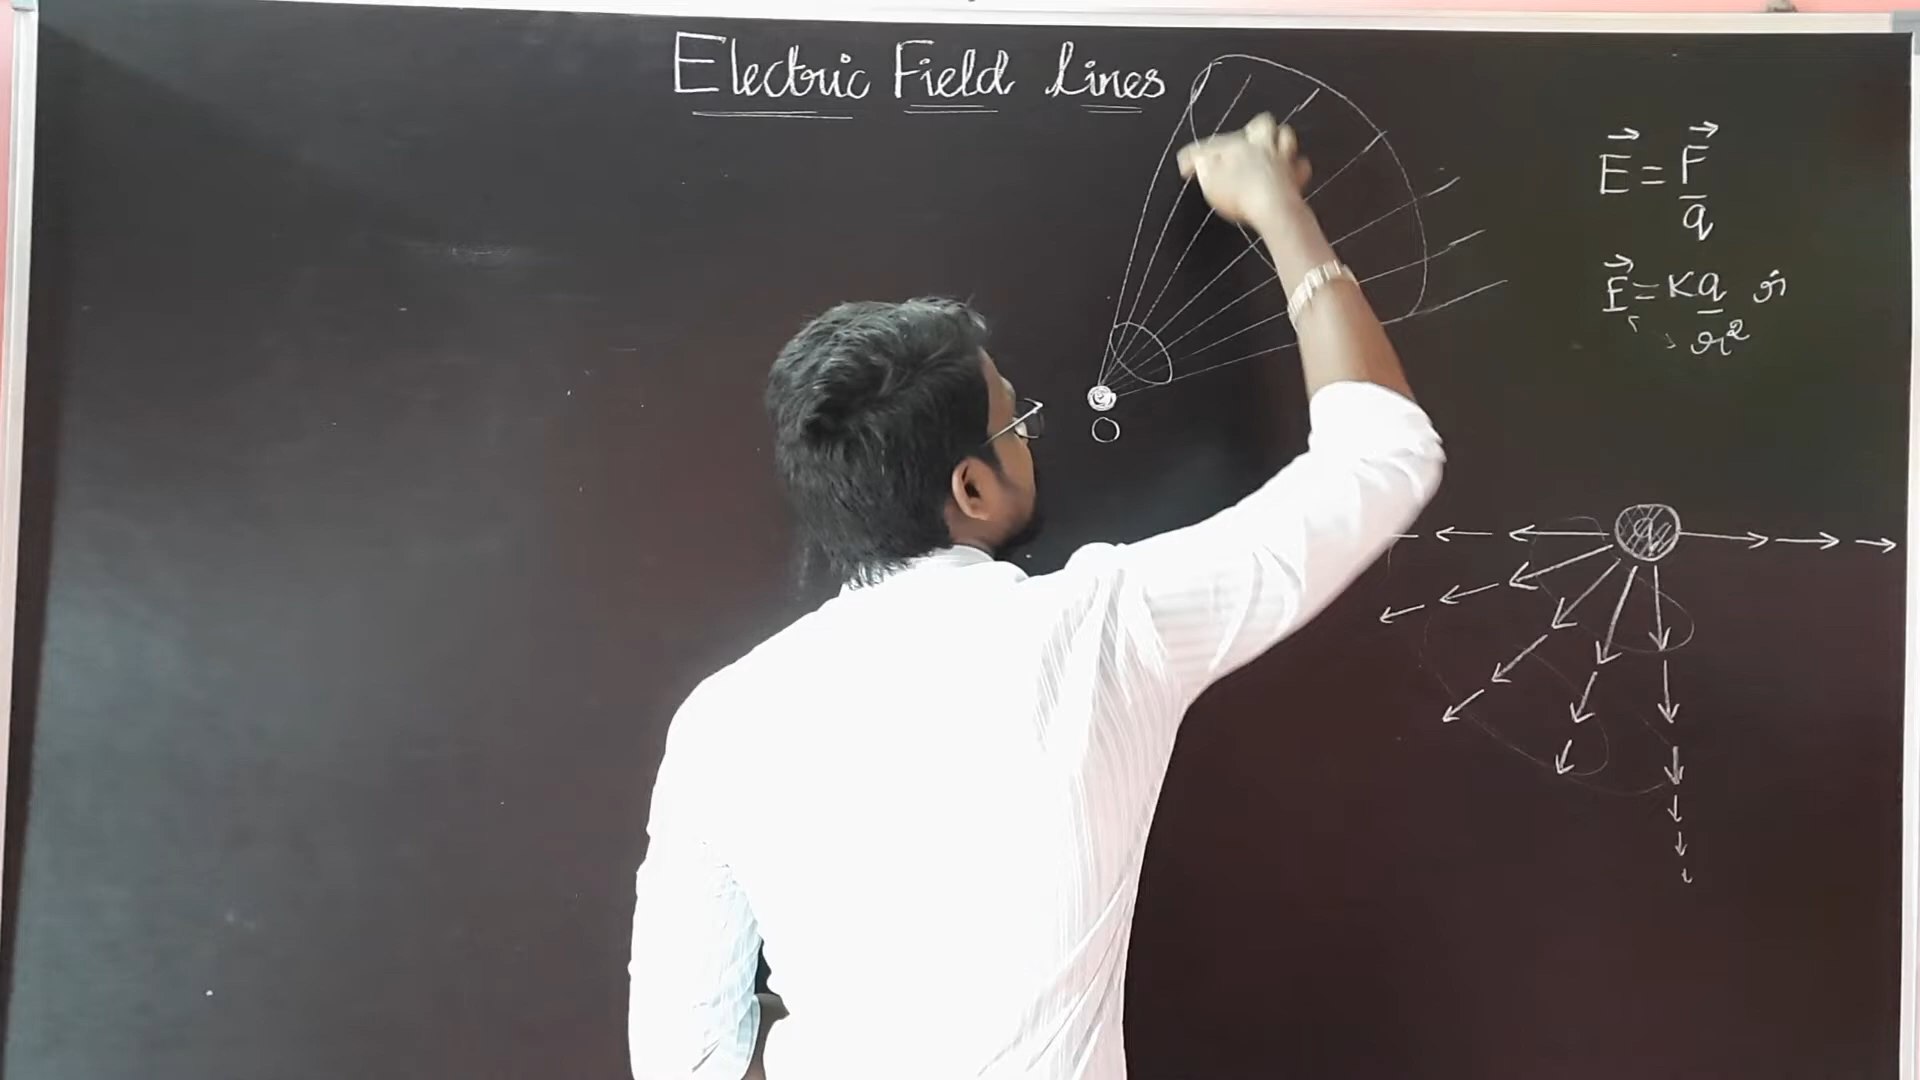 Electric Field Lines
E⃗ = F⃗/q
E⃗ = Kq/r² r̂
O
q